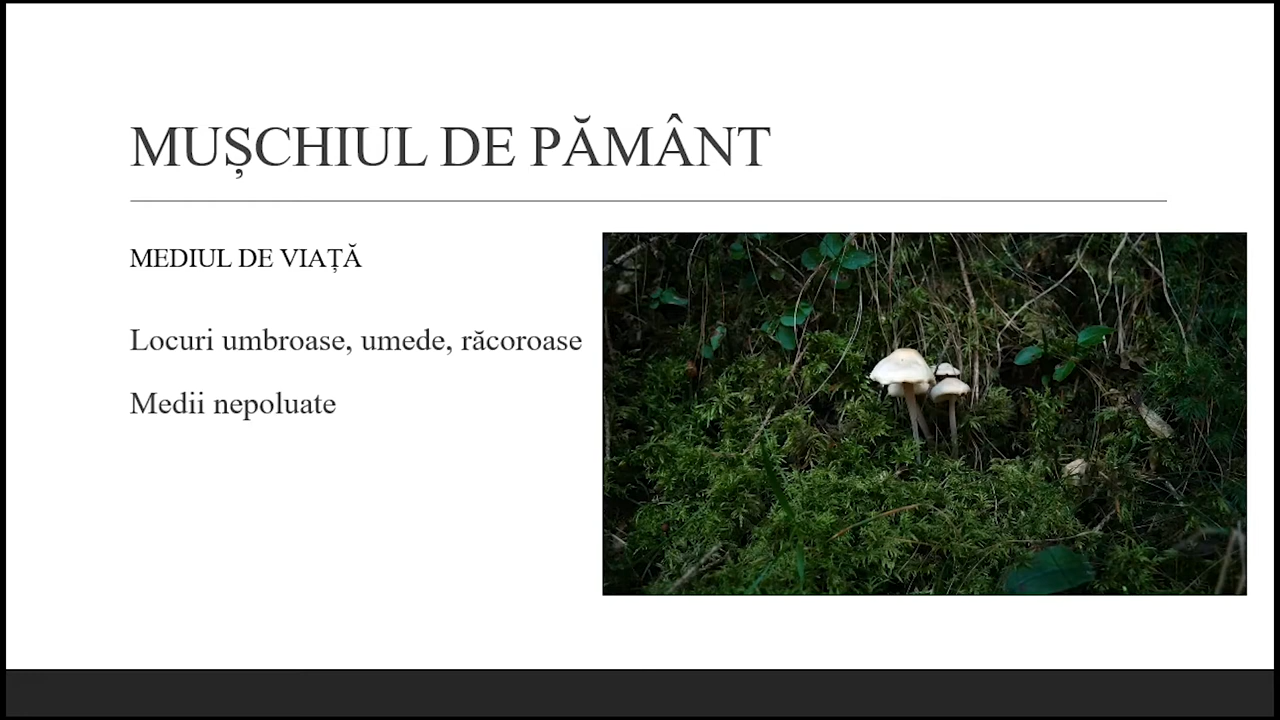 MUȘCHIUL DE PĂMÂNT
MEDIUL DE VIAȚĂ
Locuri umbroase, umede, răcoroase
Medii nepoluate